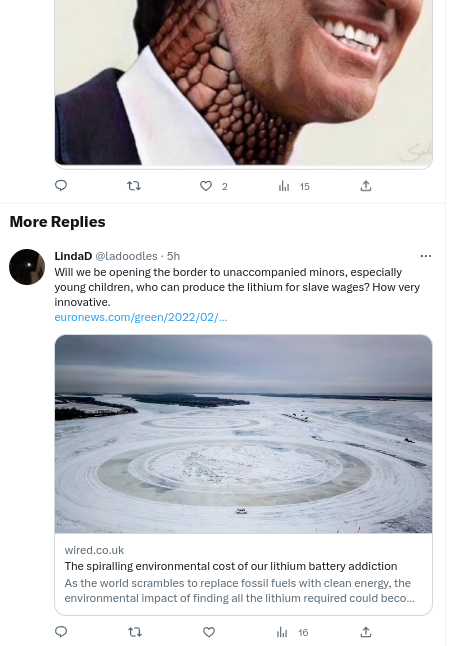 2
15
More Replies
LindaD @ladoodles · 5h
Will we be opening the border to unaccompanied minors, especially
young children, who can produce the lithium for slave wages? How very
innovative.
euronews.com/green/2022/02/...
wired.co.uk
The spiralling environmental cost of our lithium battery addiction
As the world scrambles to replace fossil fuels with clean energy, the
environmental impact of finding all the lithium required could beco...
16